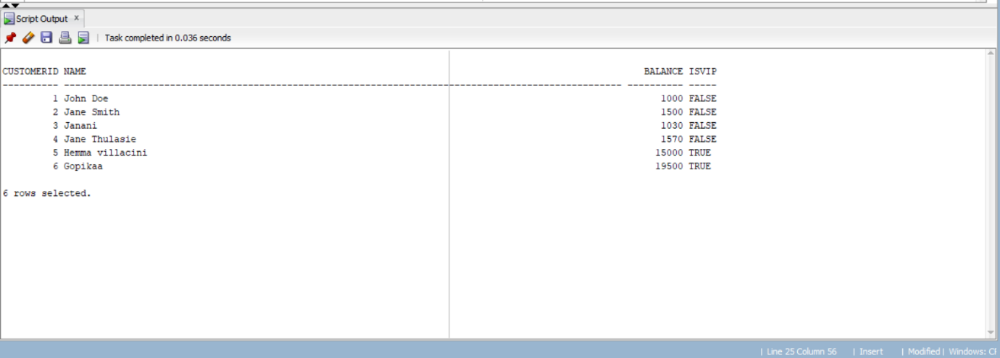 Script Output x
Task completed in 0.036 seconds
CUSTOMERID NAME BALANCE ISVIP
---------- ---------------------------------------------------------------------------------------------------- ---------- -----
1 John Doe 1000 FALSE
2 Jane Smith 1500 FALSE
3 Janani 1030 FALSE
4 Jane Thulasie 1570 FALSE
5 Hemma villacini 15000 TRUE
6 Gopikaa 19500 TRUE
6 rows selected.
| Line 25 Column 56 | Insert | Modified | Windows: CF